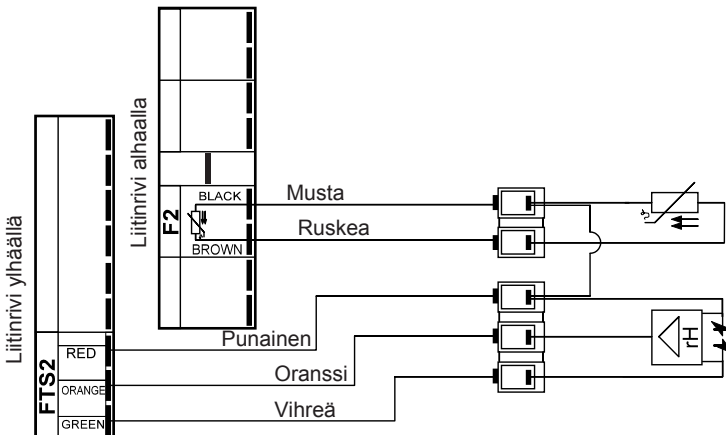 Liitinrivi alhaalla
F2
BLACK
BROWN
Musta
Ruskea
Liitinrivi ylhäällä
FTS2
RED
ORANGE
GREEN
Punainen
Oranssi
Vihreä
rH